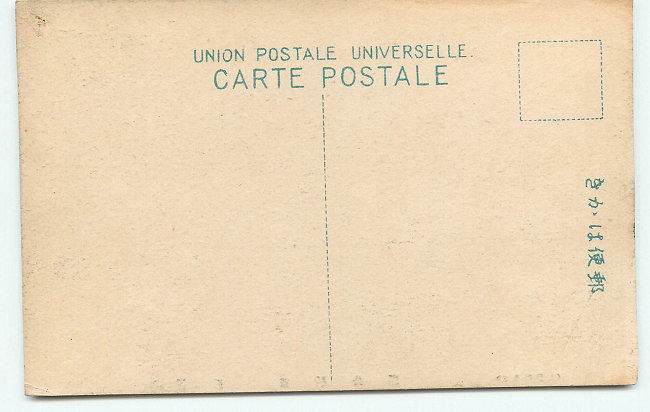 UNION POSTALE UNIVERSELLE.
CARTE POSTALE
郵便はかき